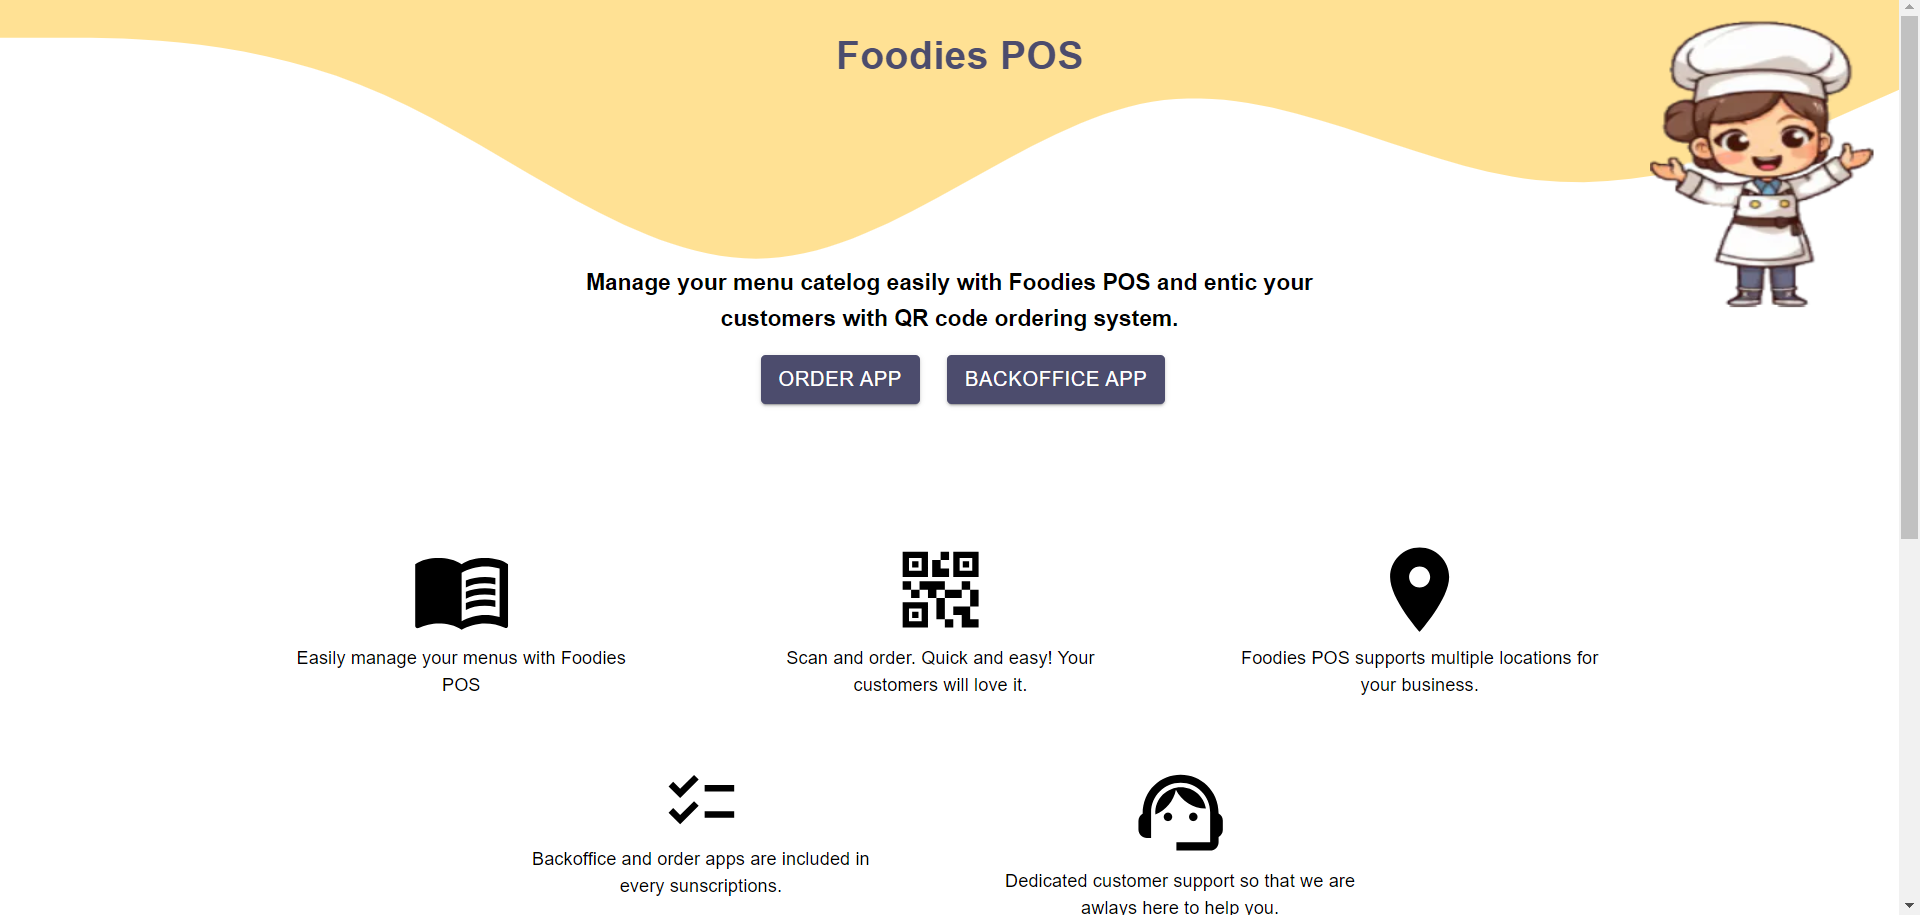 Foodies POS
Manage your menu catelog easily with Foodies POS and entic your
customers with QR code ordering system.
ORDER APP
BACKOFFICE APP
Easily manage your menus with Foodies
POS
Scan and order. Quick and easy! Your
customers will love it.
Foodies POS supports multiple locations for
your business.
Backoffice and order apps are included in
every sunscriptions.
Dedicated customer support so that we are
awlays here to help you.